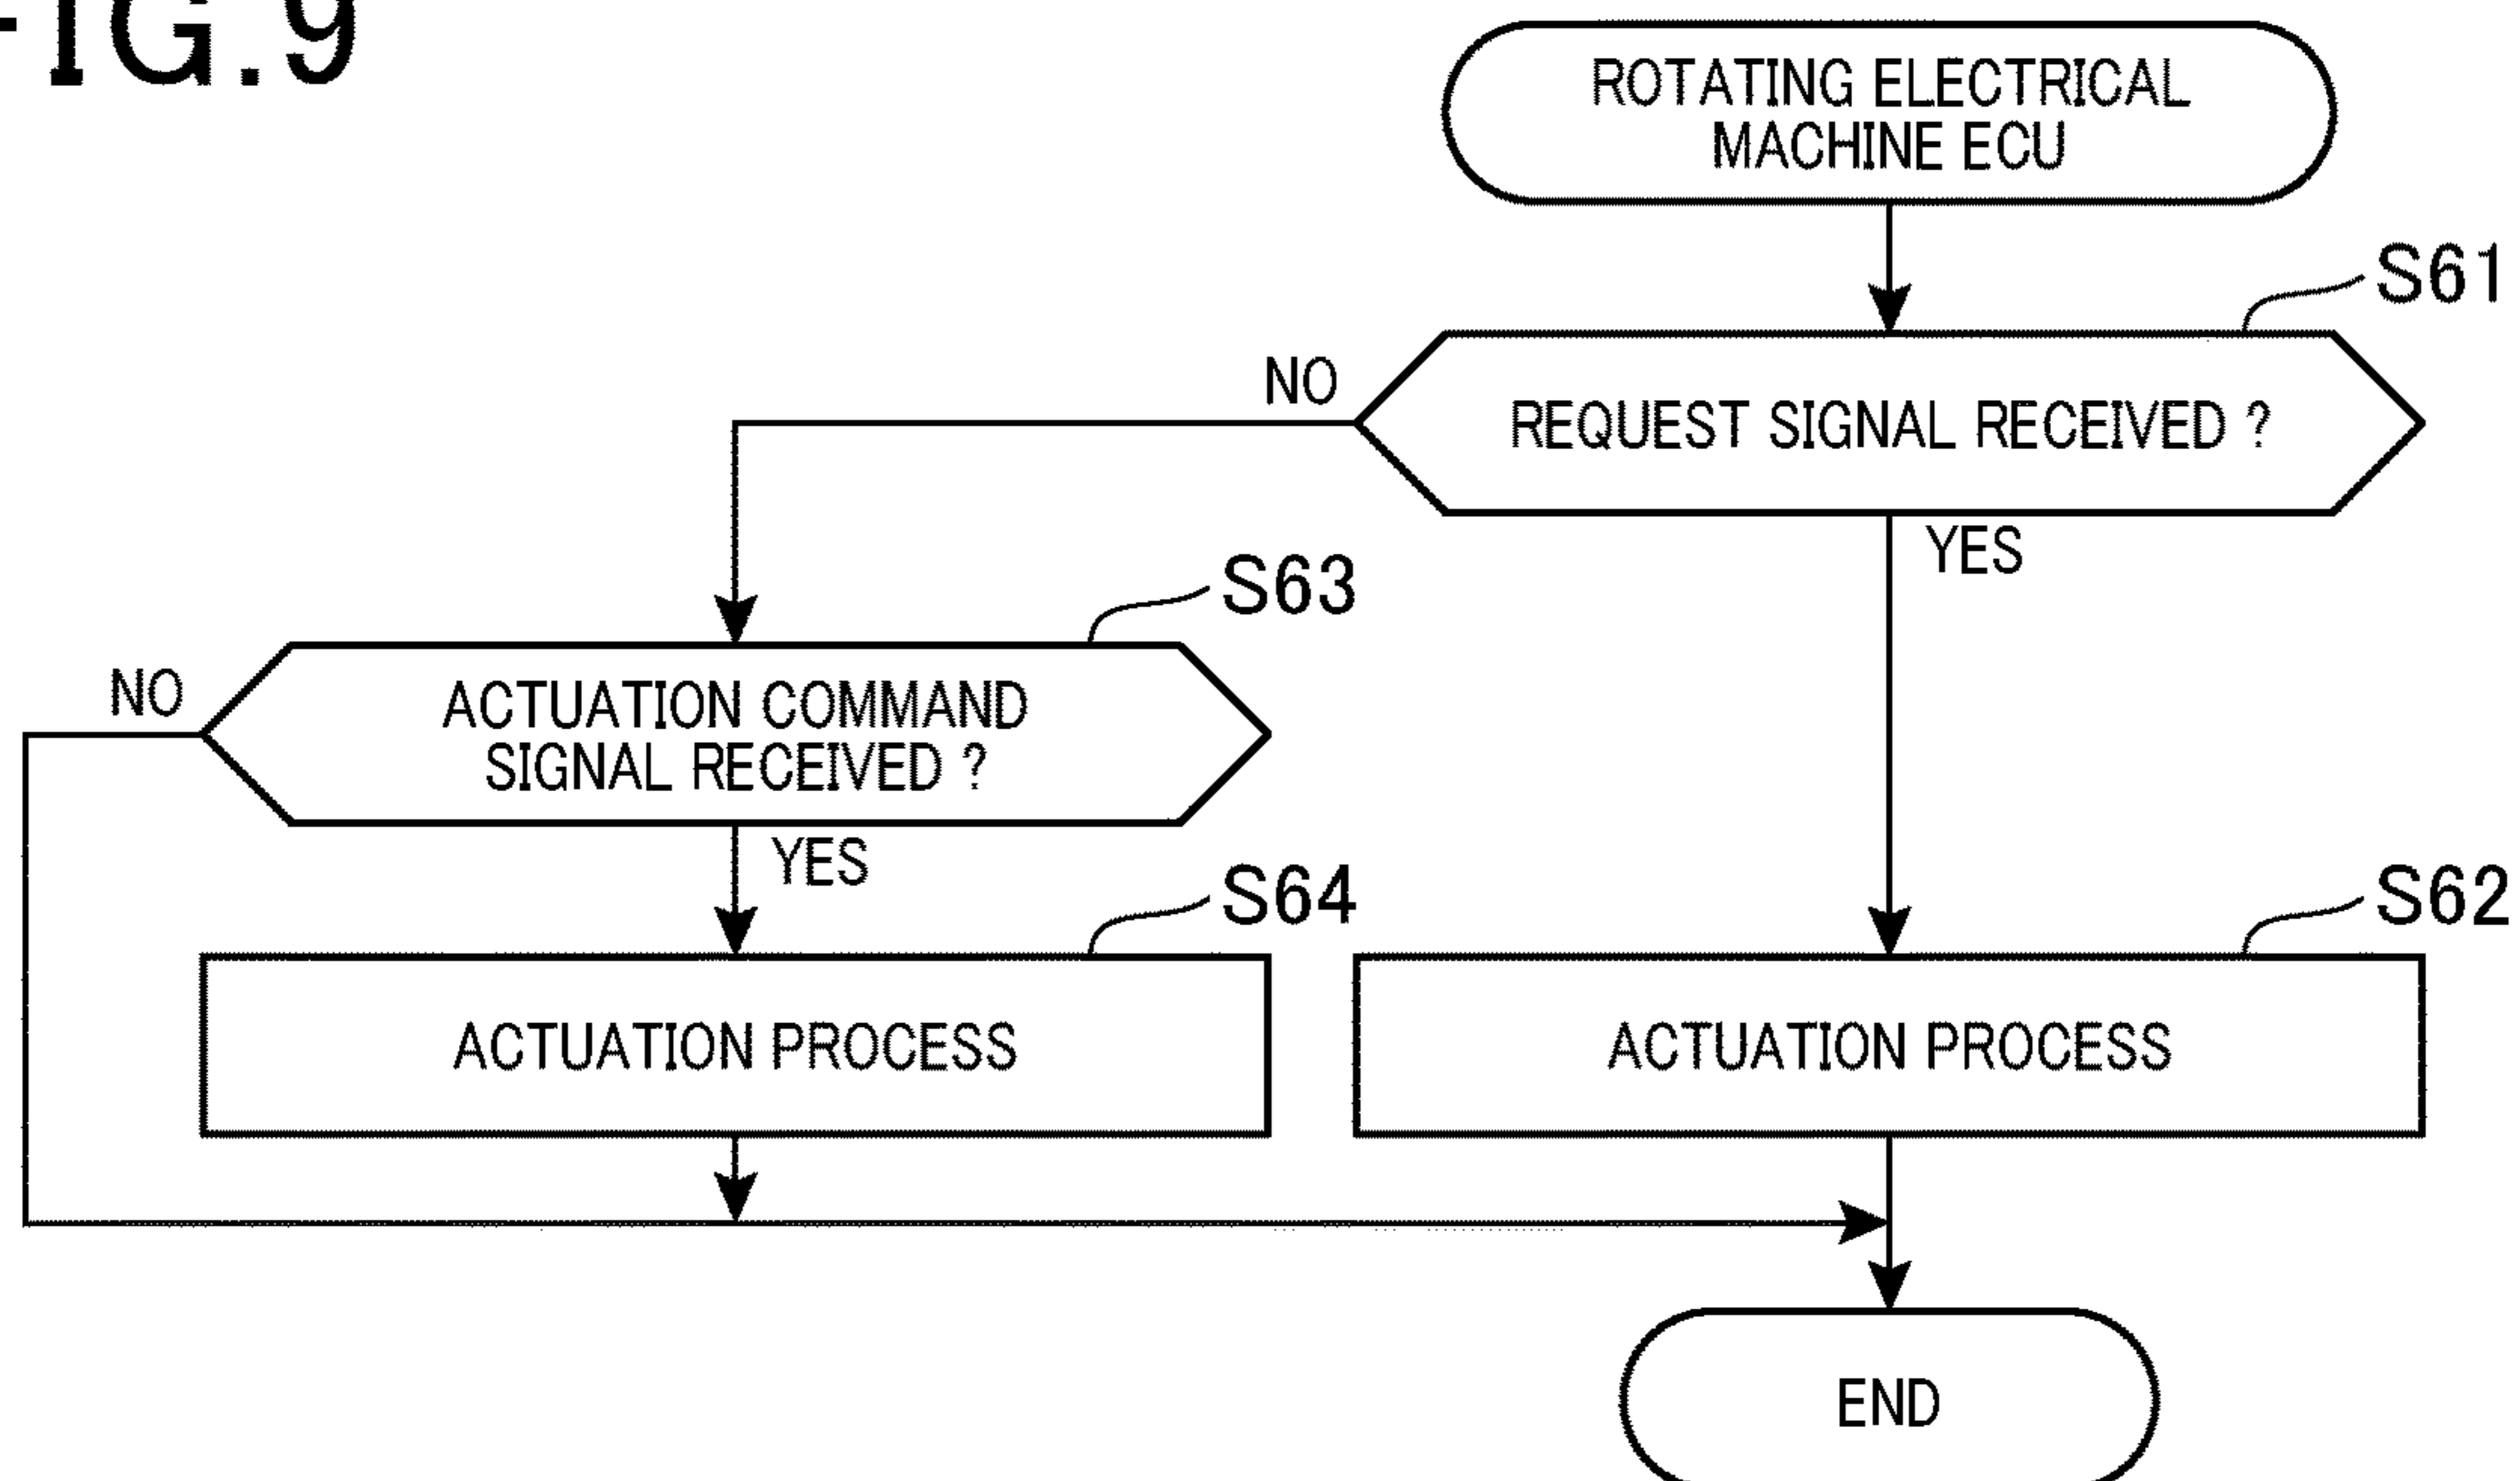 FIG.9
ROTATING ELECTRICAL
MACHINE ECU
S61
NO
REQUEST SIGNAL RECEIVED ?
YES
S63
NO
ACTUATION COMMAND
SIGNAL RECEIVED ?
YES
S64
S62
ACTUATION PROCESS
ACTUATION PROCESS
END